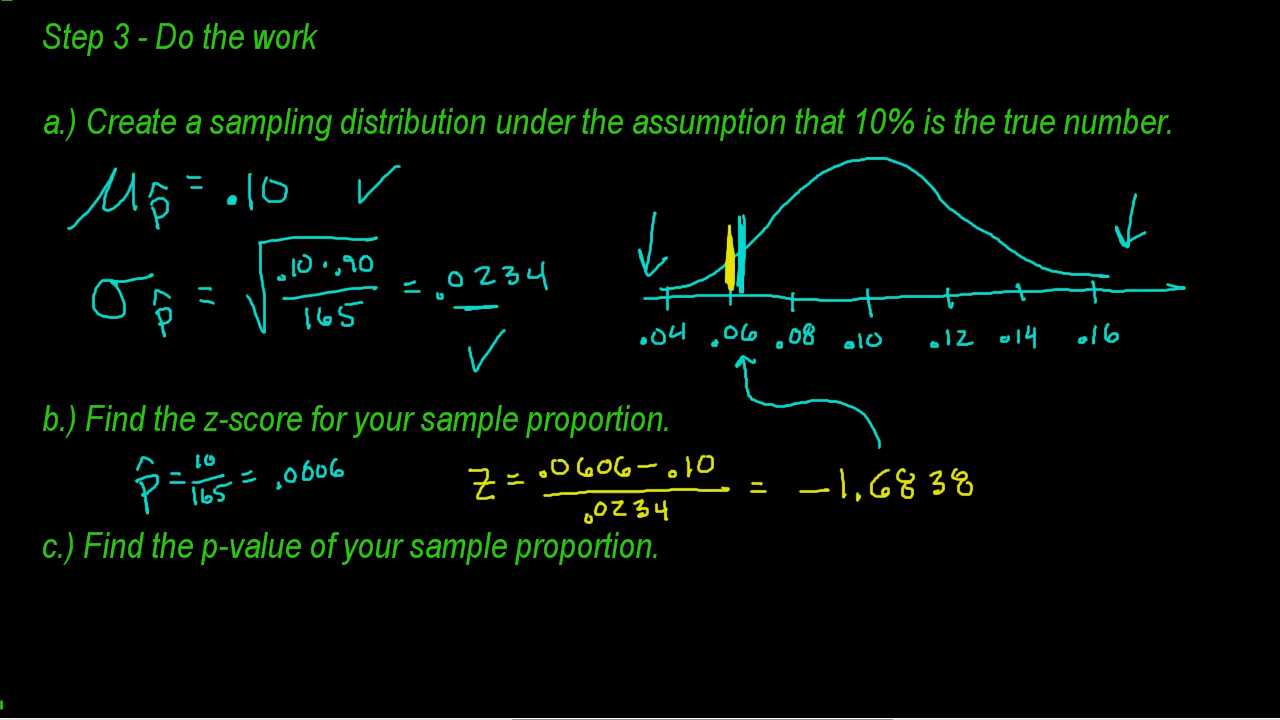 Step 3 - Do the work
a.) Create a sampling distribution under the assumption that 10% is the true number.
μp̂ = .10 ✓
σp̂ = √(.10 · .90 / 165) = .0234
✓
.04 .06 .08 .10 .12 .14 .16
b.) Find the z-score for your sample proportion.
p̂ = 10/165 = .0606
z = .0606 - .10 / .0234 = -1.6838
c.) Find the p-value of your sample proportion.